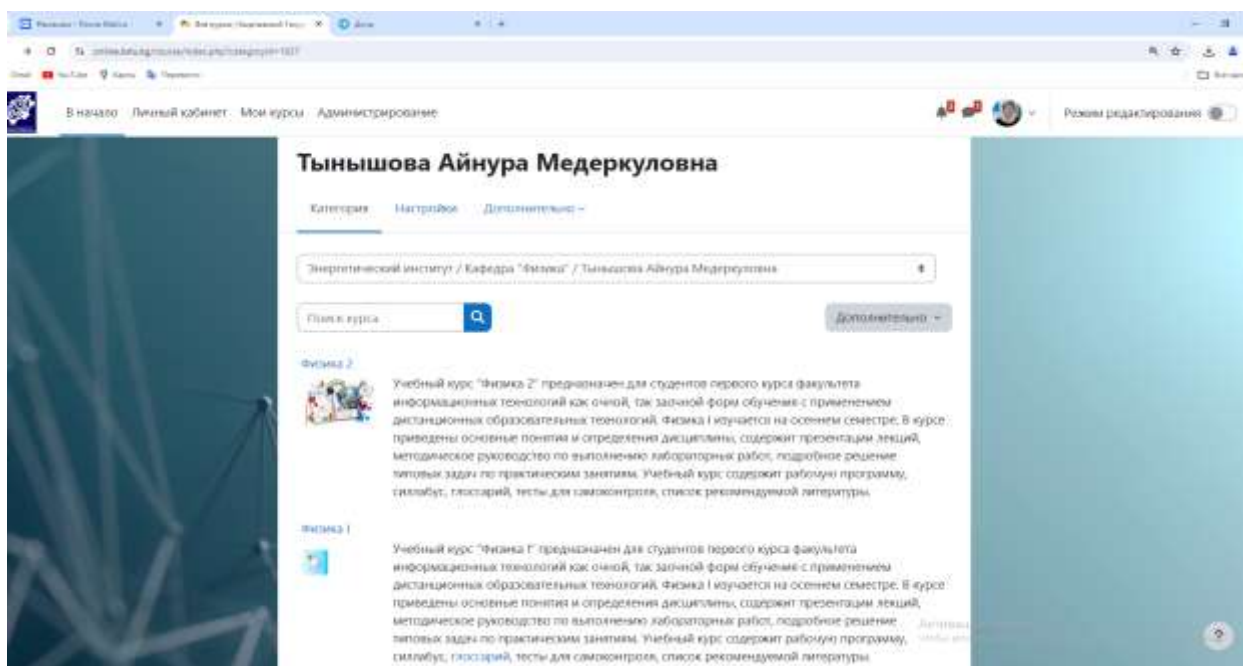 YouTube
В начало Личный кабинет Мои курсы Администрирование
Режим редактирования
Тынышова Айнура Медеркуловна
Категория Настройки Дополнительно
Энергетический институт / Кафедра "Физика" / Тынышова Айнура Медеркуловна
Поиск курса
Дополнительно
Физика 2
Учебный курс "Физика 2" предназначен для студентов первого курса факультета
информационных технологий как очной, так заочной форм обучения с применением
дистанционных образовательных технологий. Физика I изучается на осеннем семестре. В курсе
приведены основные понятия и определения дисциплины, содержит презентации лекций,
методическое руководство по выполнению лабораторных работ, подробное решение
типовых задач по практическим занятиям. Учебный курс содержит рабочую программу,
силлабус, глоссарий, тесты для самоконтроля, список рекомендуемой литературы.
Физика 1
Учебный курс "Физика 1" предназначен для студентов первого курса факультета
информационных технологий как очной, так заочной форм обучения с применением
дистанционных образовательных технологий. Физика I изучается на осеннем семестре. В курсе
приведены основные понятия и определения дисциплины, содержит презентации лекций,
методическое руководство по выполнению лабораторных работ, подробное решение
типовых задач по практическим занятиям. Учебный курс содержит рабочую программу,
силлабус, глоссарий, тесты для самоконтроля, список рекомендуемой литературы.
?